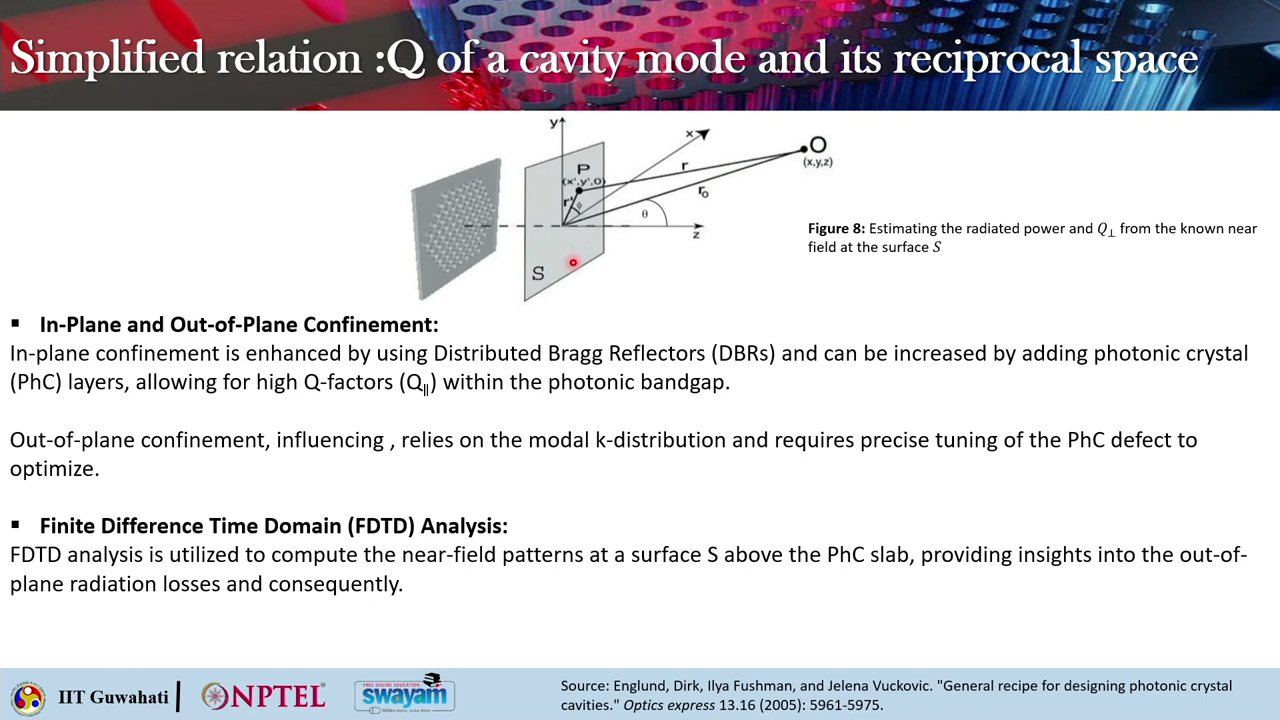 Simplified relation :Q of a cavity mode and its reciprocal space
y
x
O
(x,y,z)
P
(x',y',0)
r
r₀
r'
ϕ
θ
z
S
Figure 8: Estimating the radiated power and Q⊥ from the known near
field at the surface S
▪ In-Plane and Out-of-Plane Confinement:
In-plane confinement is enhanced by using Distributed Bragg Reflectors (DBRs) and can be increased by adding photonic crystal
(PhC) layers, allowing for high Q-factors (Q∥) within the photonic bandgap.
Out-of-plane confinement, influencing , relies on the modal k-distribution and requires precise tuning of the PhC defect to
optimize.
▪ Finite Difference Time Domain (FDTD) Analysis:
FDTD analysis is utilized to compute the near-field patterns at a surface S above the PhC slab, providing insights into the out-of-
plane radiation losses and consequently.
IIT Guwahati
NPTEL
FREE ONLINE EDUCATION
swayam
Source: Englund, Dirk, Ilya Fushman, and Jelena Vuckovic. "General recipe for designing photonic crystal
cavities." Optics express 13.16 (2005): 5961-5975.